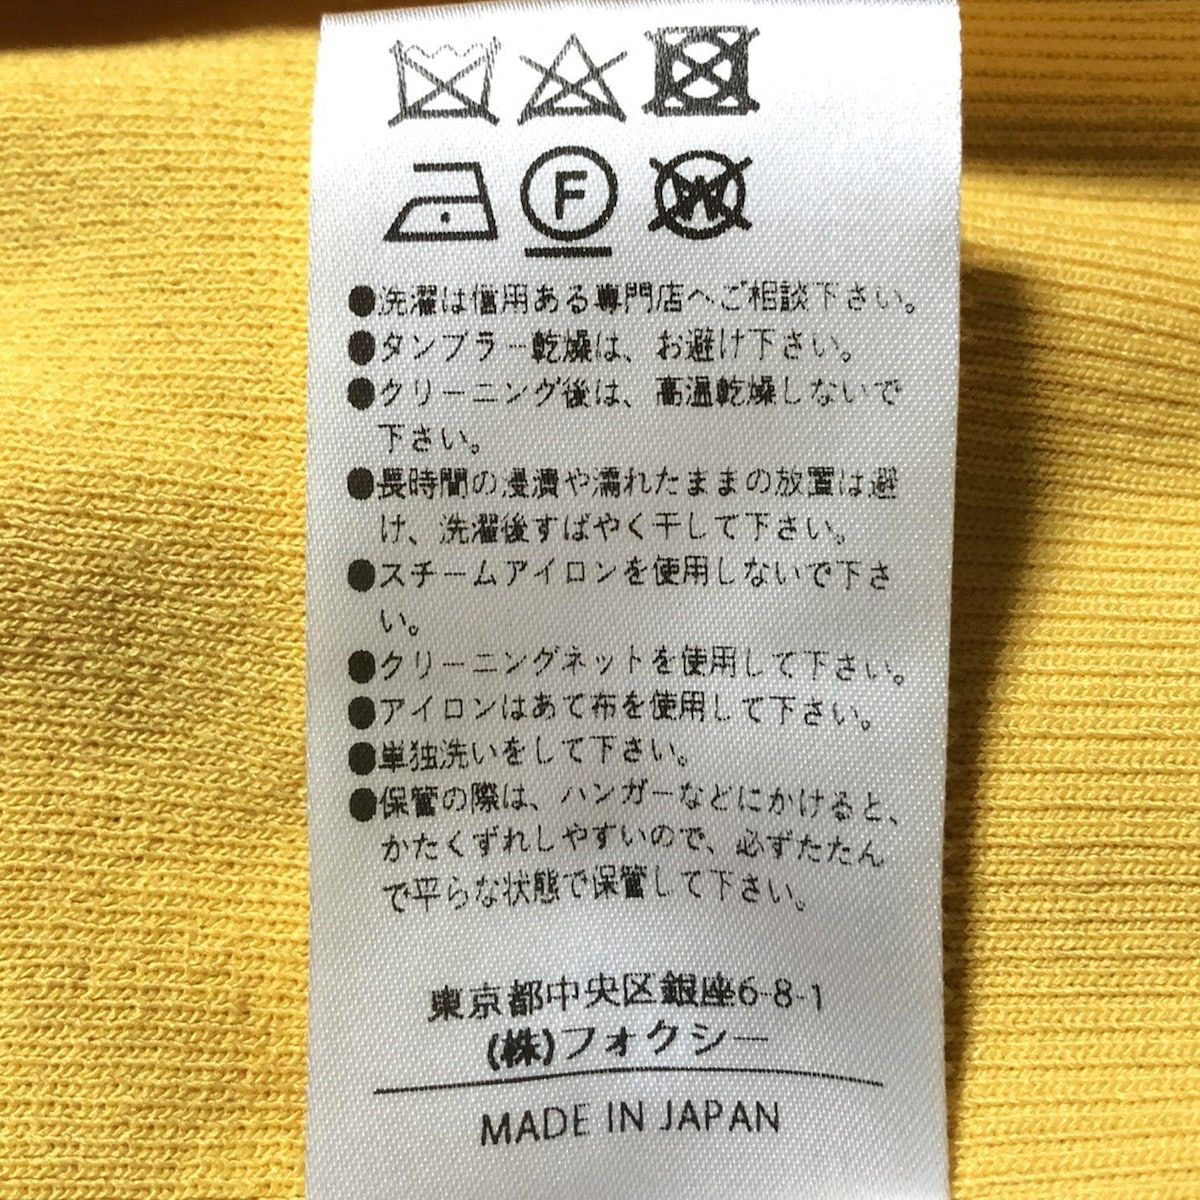 F W
●洗濯は信用ある専門店へご相談下さい。
●タンブラー乾燥は、お避け下さい。
●クリーニング後は、高温乾燥しないで
下さい。
●長時間の浸漬や濡れたままの放置は避
け、洗濯後すばやく干して下さい。
●スチームアイロンを使用しないで下さ
い。
●クリーニングネットを使用して下さい。
●アイロンはあて布を使用して下さい。
●単独洗いをして下さい。
●保管の際は、ハンガーなどにかけると、
かたくずれしやすいので、必ずたたん
で平らな状態で保管して下さい。
東京都中央区銀座6-8-1
(株)フォクシー
MADE IN JAPAN